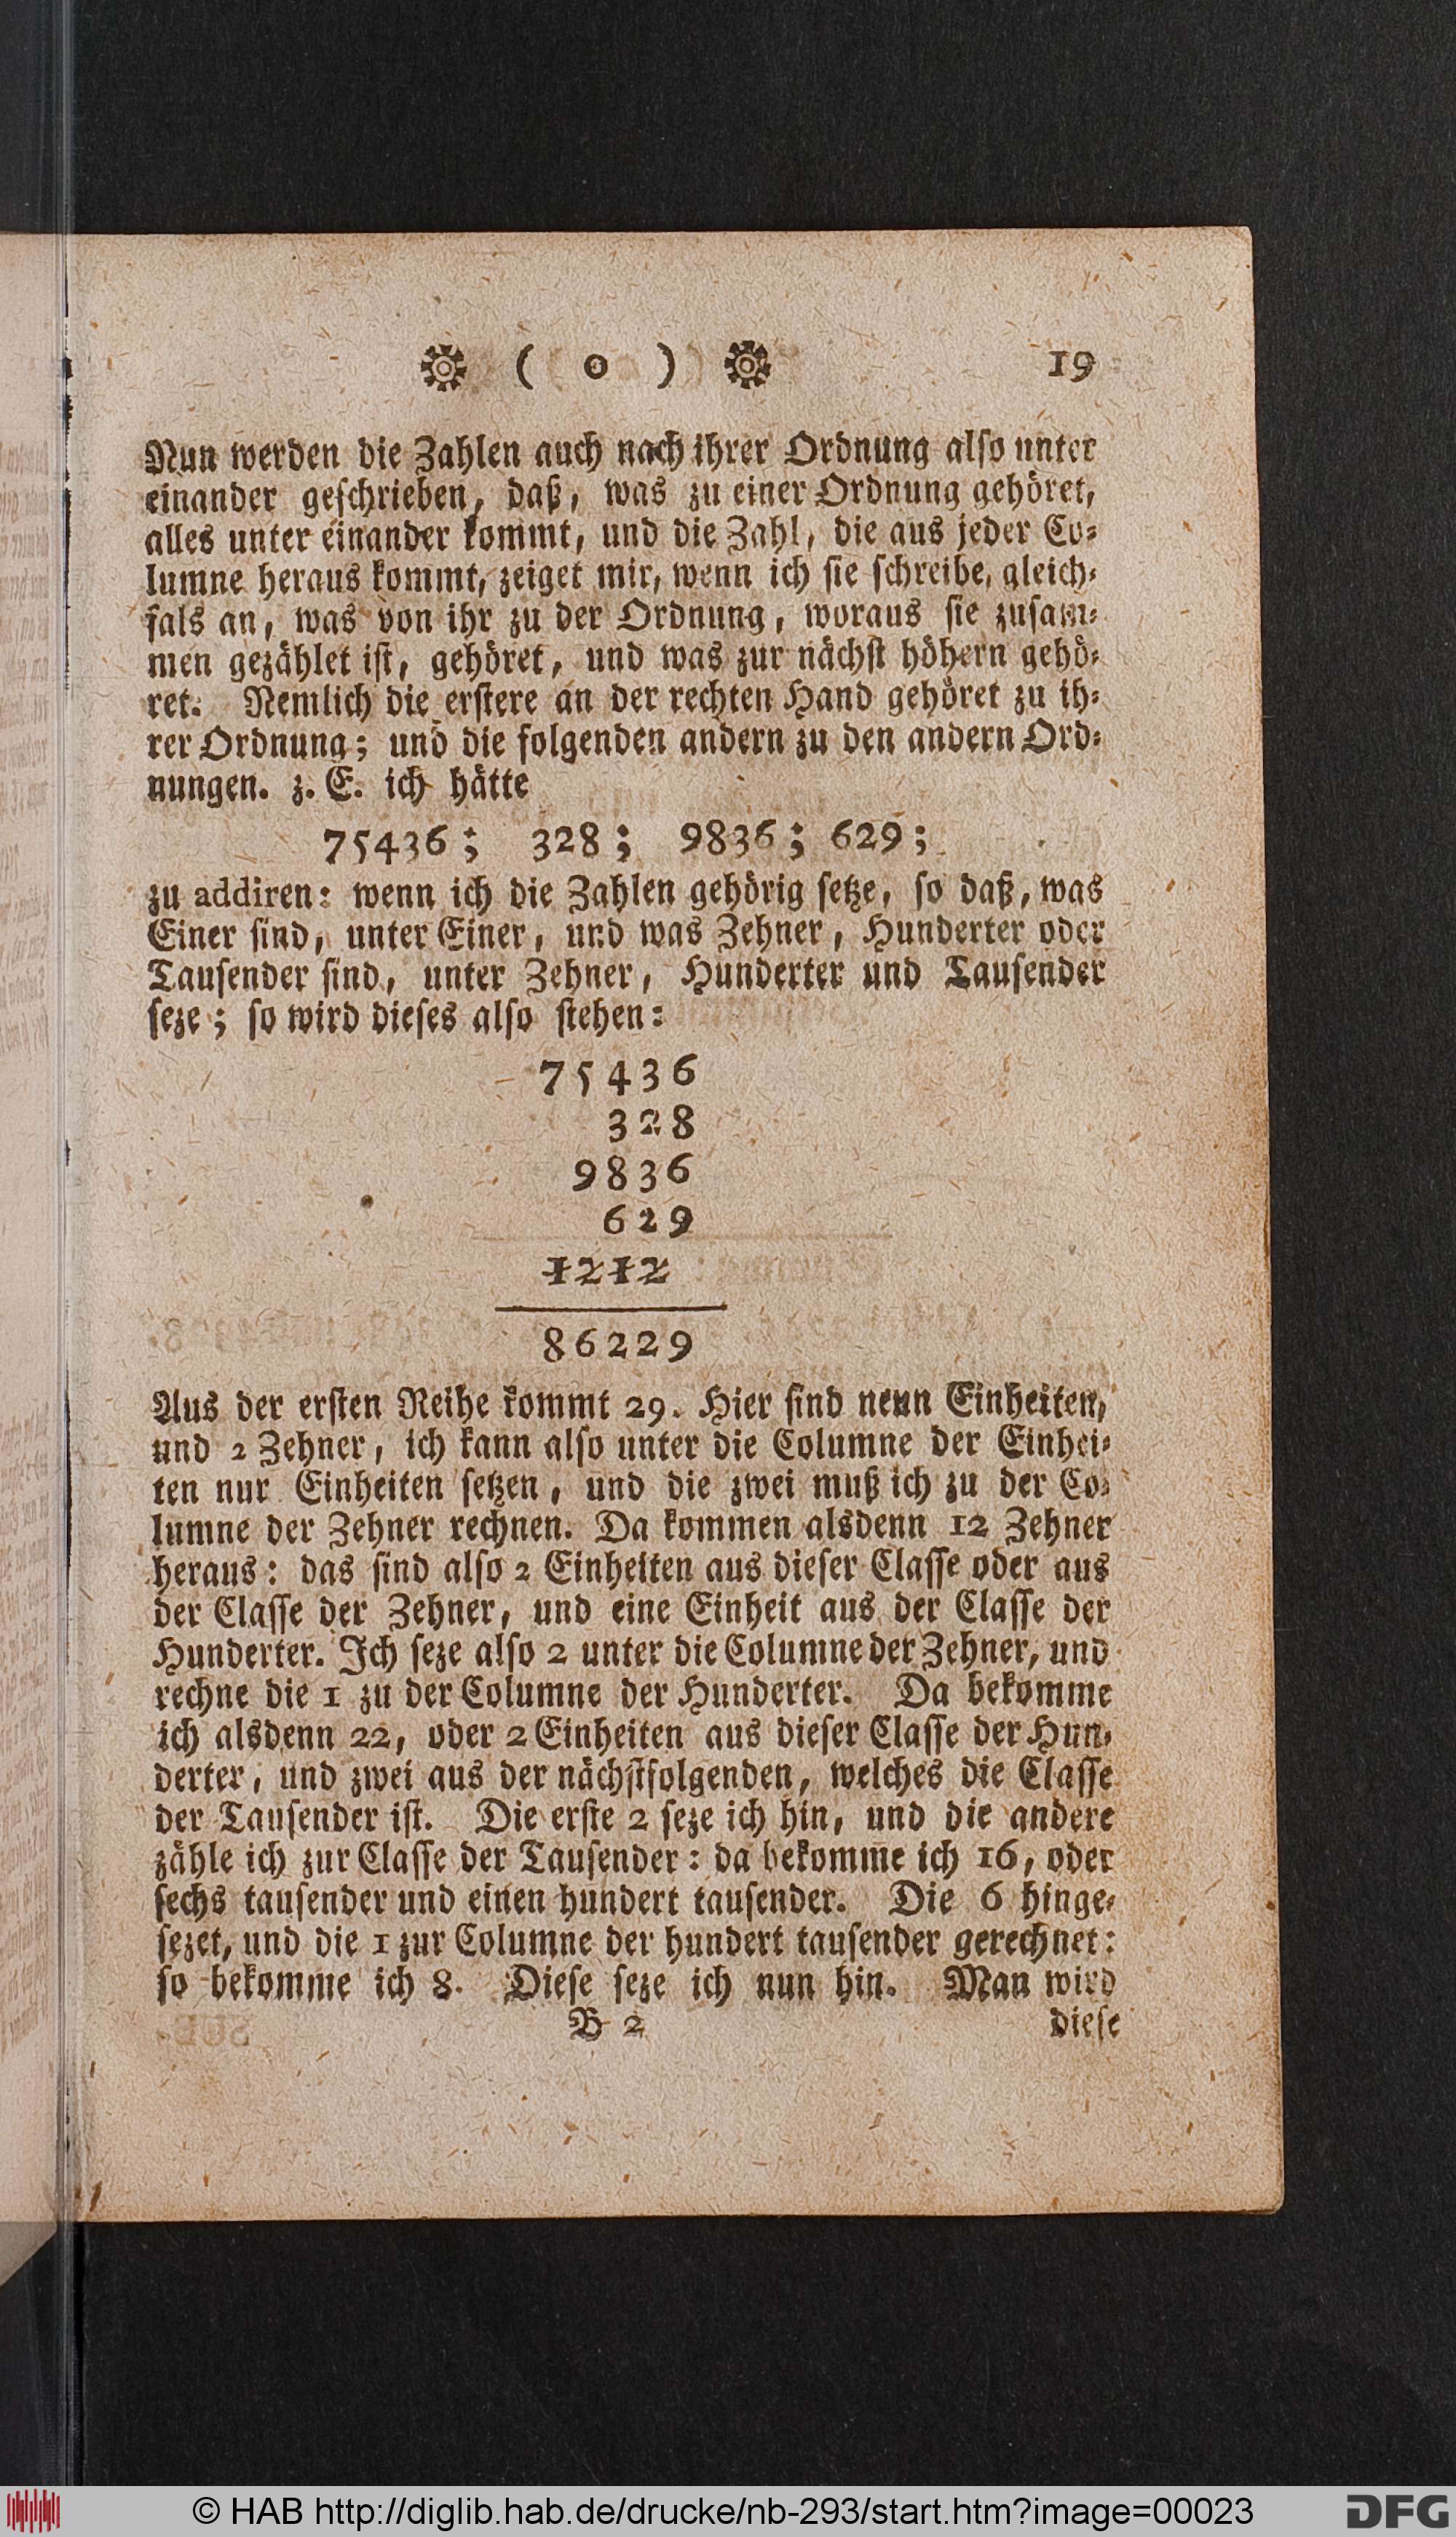 ( o ) 19
Nun werden die Zahlen auch nach ihrer Ordnung also unter
einander geschrieben, daß, was zu einer Ordnung gehöret,
alles unter einander kommt, und die Zahl, die aus jeder Co-
lumne heraus kommt, zeiget mir, wenn ich sie schreibe, gleich-
fals an, was von ihr zu der Ordnung, woraus sie zusam-
men gezählet ist, gehöret, und was zur nächst höhern gehö-
ret. Nemlich die erstere an der rechten Hand gehöret zu ih-
rer Ordnung; und die folgenden andern zu den andern Ord-
nungen. z. E. ich hätte
75436; 328; 9836; 629;
zu addiren: wenn ich die Zahlen gehörig setze, so daß, was
Einer sind, unter Einer, und was Zehner, Hunderter oder
Tausender sind, unter Zehner, Hunderter und Tausender
seze; so wird dieses also stehen:
75436
328
9836
629
1212
86229
Aus der ersten Reihe kommt 29. Hier sind neun Einheiten,
und 2 Zehner, ich kann also unter die Columne der Einhei-
ten nur Einheiten setzen, und die zwei muß ich zu der Co-
lumne der Zehner rechnen. Da kommen alsdenn 12 Zehner
heraus: das sind also 2 Einheiten aus dieser Classe oder aus
der Classe der Zehner, und eine Einheit aus der Classe der
Hunderter. Ich seze also 2 unter die Columne der Zehner, und
rechne die 1 zu der Columne der Hunderter. Da bekomme
ich alsdenn 22, oder 2 Einheiten aus dieser Classe der Hun-
derter, und zwei aus der nächstfolgenden, welches die Classe
der Tausender ist. Die erste 2 seze ich hin, und die andere
zähle ich zur Classe der Tausender: da bekomme ich 16, oder
sechs tausender und einen hundert tausender. Die 6 hinge-
sezet, und die 1 zur Columne der hundert tausender gerechnet:
so bekomme ich 8. Diese seze ich nun hin. Man wird
B 2 diese
© HAB http://diglib.hab.de/drucke/nb-293/start.htm?image=00023 DFG